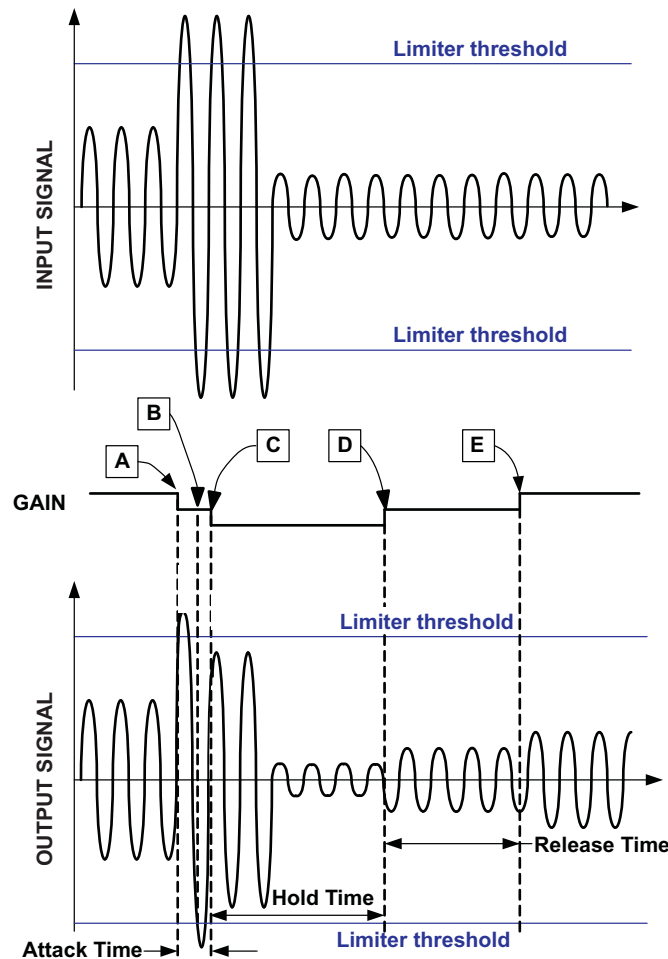 Limiter threshold
INPUT SIGNAL
Limiter threshold
B
A
C
D
E
GAIN
Limiter threshold
OUTPUT SIGNAL
Release Time
Hold Time
Limiter threshold
Attack Time